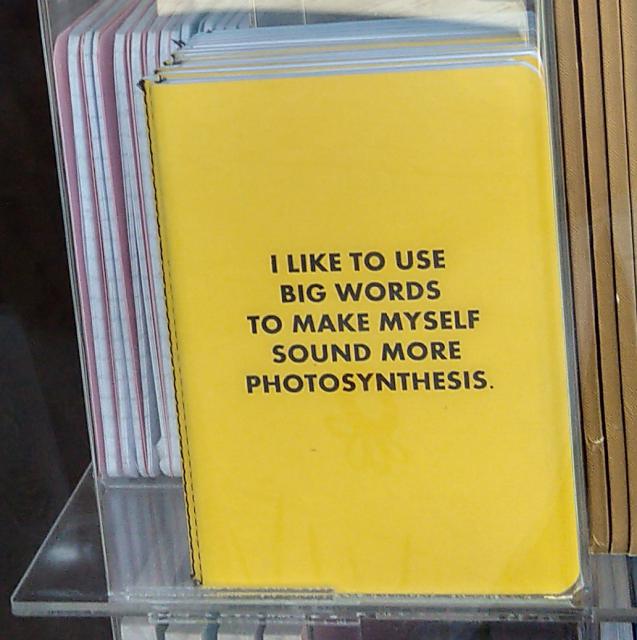 I LIKE TO USE
BIG WORDS
TO MAKE MYSELF
SOUND MORE
PHOTOSYNTHESIS.